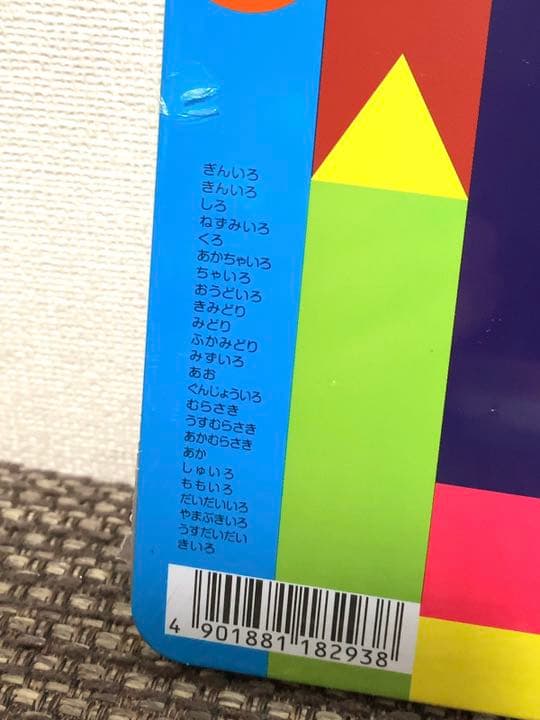 ぎんいろ
きんいろ
しろ
ねずみいろ
くろ
あかちゃいろ
ちゃいろ
おうどいろ
きみどり
みどり
ふかみどり
みずいろ
あお
ぐんじょういろ
むらさき
うすむらさき
あかむらさき
あか
しゅいろ
ももいろ
だいだいいろ
やまぶきいろ
うすだいだい
きいろ
4 901881 182938